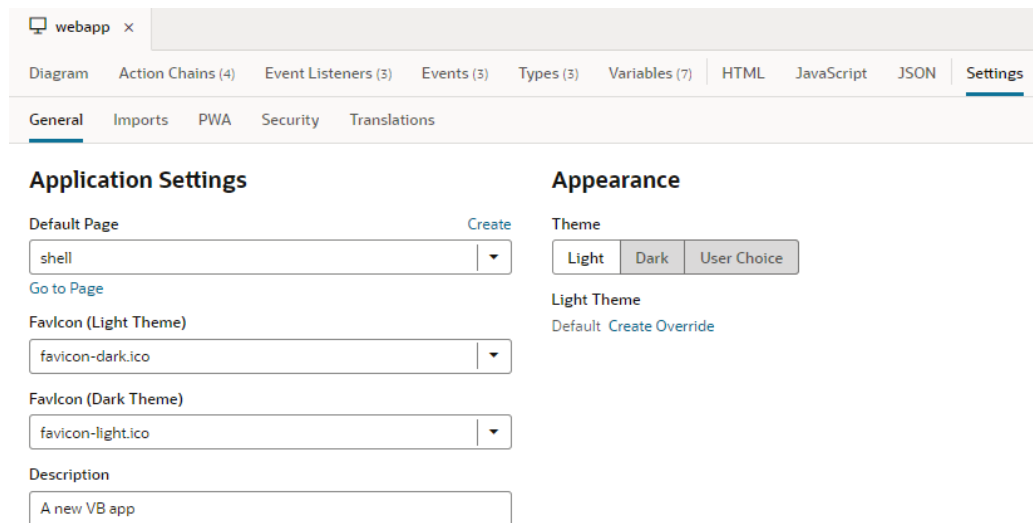 webapp ×
Diagram Action Chains (4) Event Listeners (3) Events (3) Types (3) Variables (7) HTML JavaScript JSON Settings
General Imports PWA Security Translations
Application Settings
Default Page Create
shell
Go to Page
FavIcon (Light Theme)
favicon-dark.ico
FavIcon (Dark Theme)
favicon-light.ico
Description
A new VB app
Appearance
Theme
Light Dark User Choice
Light Theme
Default Create Override